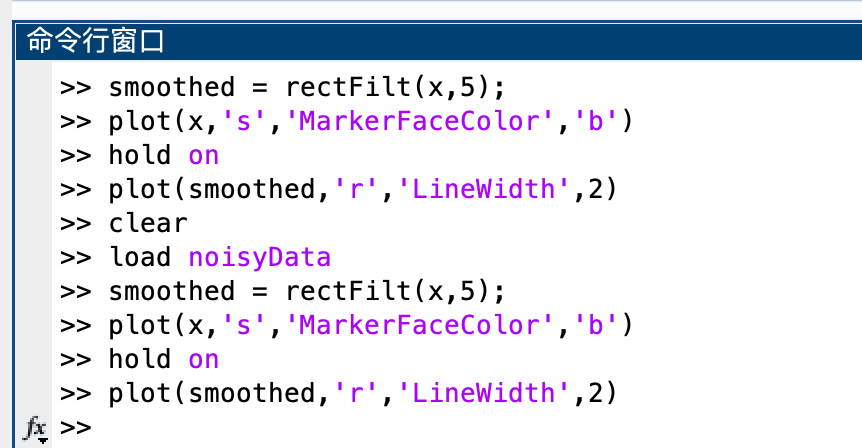 命令行窗口
>> smoothed = rectFilt(x,5);
>> plot(x,'s','MarkerFaceColor','b')
>> hold on
>> plot(smoothed,'r','LineWidth',2)
>> clear
>> load noisyData
>> smoothed = rectFilt(x,5);
>> plot(x,'s','MarkerFaceColor','b')
>> hold on
>> plot(smoothed,'r','LineWidth',2)
fx >>